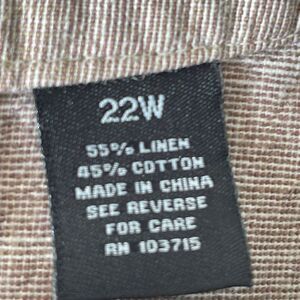 22W
55% LINEN
45% COTTON
MADE IN CHINA
SEE REVERSE
FOR CARE
RN 103715